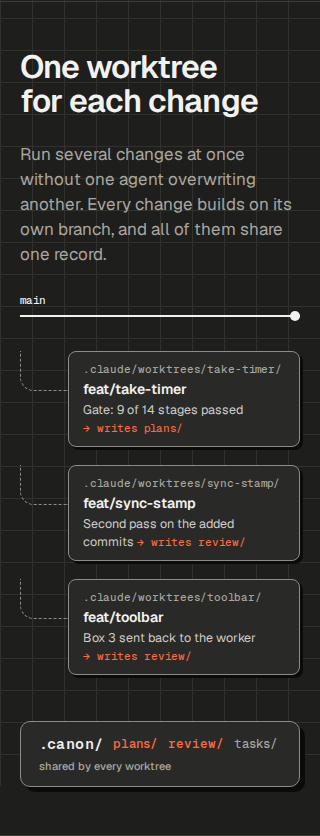 One worktree
for each change
Run several changes at once
without one agent overwriting
another. Every change builds on its
own branch, and all of them share
one record.
main
.claude/worktrees/take-timer/
feat/take-timer
Gate: 9 of 14 stages passed
→ writes plans/
.claude/worktrees/sync-stamp/
feat/sync-stamp
Second pass on the added
commits → writes review/
.claude/worktrees/toolbar/
feat/toolbar
Box 3 sent back to the worker
→ writes review/
.canon/ plans/ review/ tasks/
shared by every worktree